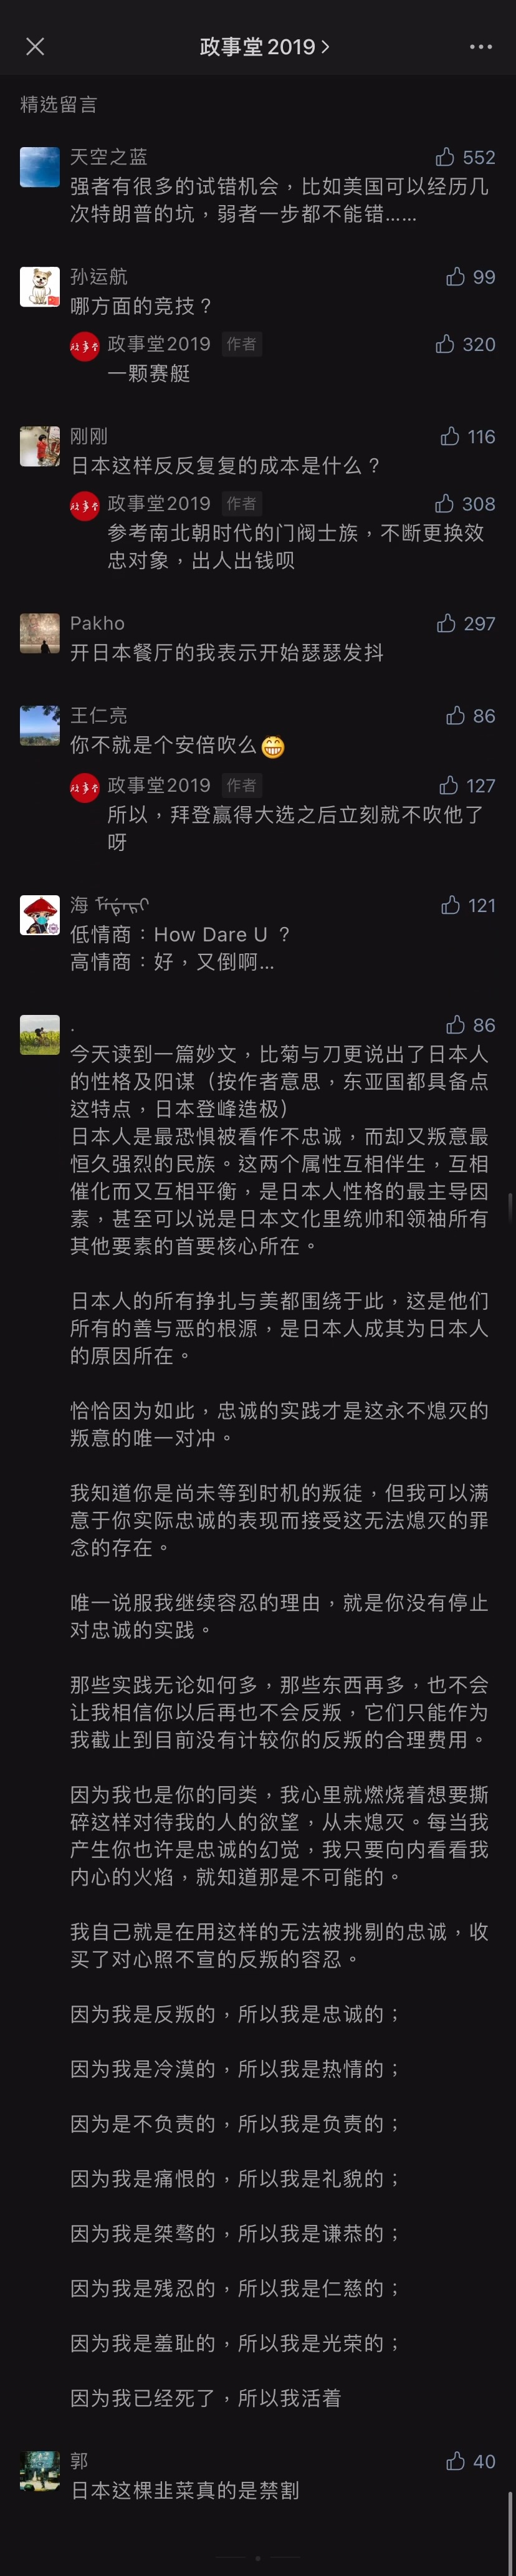 政事堂2019
精选留言
天空之蓝
552
强者有很多的试错机会，比如美国可以经历几
次特朗普的坑，弱者一步都不能错……
孙运航
99
哪方面的竞技？
政事堂2019 作者
320
一颗赛艇
刚刚
116
日本这样反反复复的成本是什么？
政事堂2019 作者
308
参考南北朝时代的门阀士族，不断更换效
忠对象，出人出钱呗
Pakho
297
开日本餐厅的我表示开始瑟瑟发抖
王仁亮
86
你不就是个安倍吹么😁
政事堂2019 作者
127
所以，拜登赢得大选之后立刻就不吹他了
呀
海
121
低情商：How Dare U ？
高情商：好，又倒啊...
.
86
今天读到一篇妙文，比菊与刀更说出了日本人
的性格及阳谋（按作者意思，东亚国都具备点
这特点，日本登峰造极）
日本人是最恐惧被看作不忠诚，而却又叛意最
恒久强烈的民族。这两个属性互相伴生，互相
催化而又互相平衡，是日本人性格的最主导因
素，甚至可以说是日本文化里统帅和领袖所有
其他要素的首要核心所在。
日本人的所有挣扎与美都围绕于此，这是他们
所有的善与恶的根源，是日本人成其为日本人
的原因所在。
恰恰因为如此，忠诚的实践才是这永不熄灭的
叛意的唯一对冲。
我知道你是尚未等到时机的叛徒，但我可以满
意于你实际忠诚的表现而接受这无法熄灭的罪
念的存在。
唯一说服我继续容忍的理由，就是你没有停止
对忠诚的实践。
那些实践无论如何多，那些东西再多，也不会
让我相信你以后再也不会反叛，它们只能作为
我截止到目前没有计较你的反叛的合理费用。
因为我也是你的同类，我心里就燃烧着想要撕
碎这样对待我的人的欲望，从未熄灭。每当我
产生你也许是忠诚的幻觉，我只要向内看看我
内心的火焰，就知道那是不可能的。
我自己就是在用这样的无法被挑剔的忠诚，收
买了对心照不宣的反叛的容忍。
因为我是反叛的，所以我是忠诚的；
因为我是冷漠的，所以我是热情的；
因为是不负责的，所以我是负责的；
因为我是痛恨的，所以我是礼貌的；
因为我是桀骜的，所以我是谦恭的；
因为我是残忍的，所以我是仁慈的；
因为我是羞耻的，所以我是光荣的；
因为我已经死了，所以我活着
郭
40
日本这棵韭菜真的是禁割